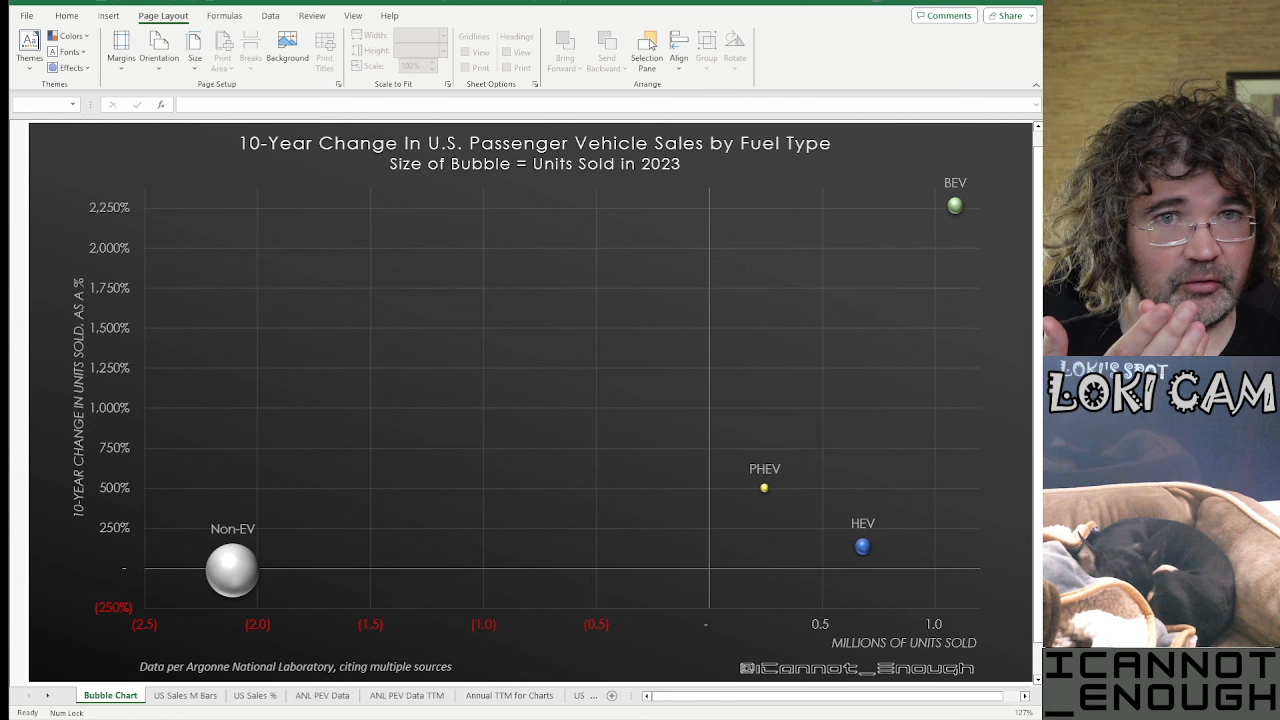 File Home Insert Page Layout Formulas Data Review View Help Comments Share
Themes Colors Fonts Effects Margins Orientation Size Print Area Breaks Background Print Titles Width: Height: Scale: 100% Gridlines View Print Headings View Print Bring Forward Send Backward Selection Pane Align Group Rotate
Themes Page Setup Scale to Fit Sheet Options Arrange
fx
10-Year Change In U.S. Passenger Vehicle Sales by Fuel Type
Size of Bubble = Units Sold in 2023
BEV
2,250%
2,000%
1,750%
1,500%
1,250%
1,000%
750%
500%
250%
-
(250%)
10-YEAR CHANGE IN UNITS SOLD, AS A %
PHEV
HEV
Non-EV
(2.5) (2.0) (1.5) (1.0) (0.5) - 0.5 1.0
MILLIONS OF UNITS SOLD
Data per Argonne National Laboratory, citing multiple sources
@iCannot_Enough
Bubble Chart US Sales M Bars US Sales % ANL PEV Data ANL PEV Data TTM Annual TTM for Charts US ...
Ready Num Lock 127%
LOKI'S SPOT
LOKI CAM
ICANNOT
_ENOUGH